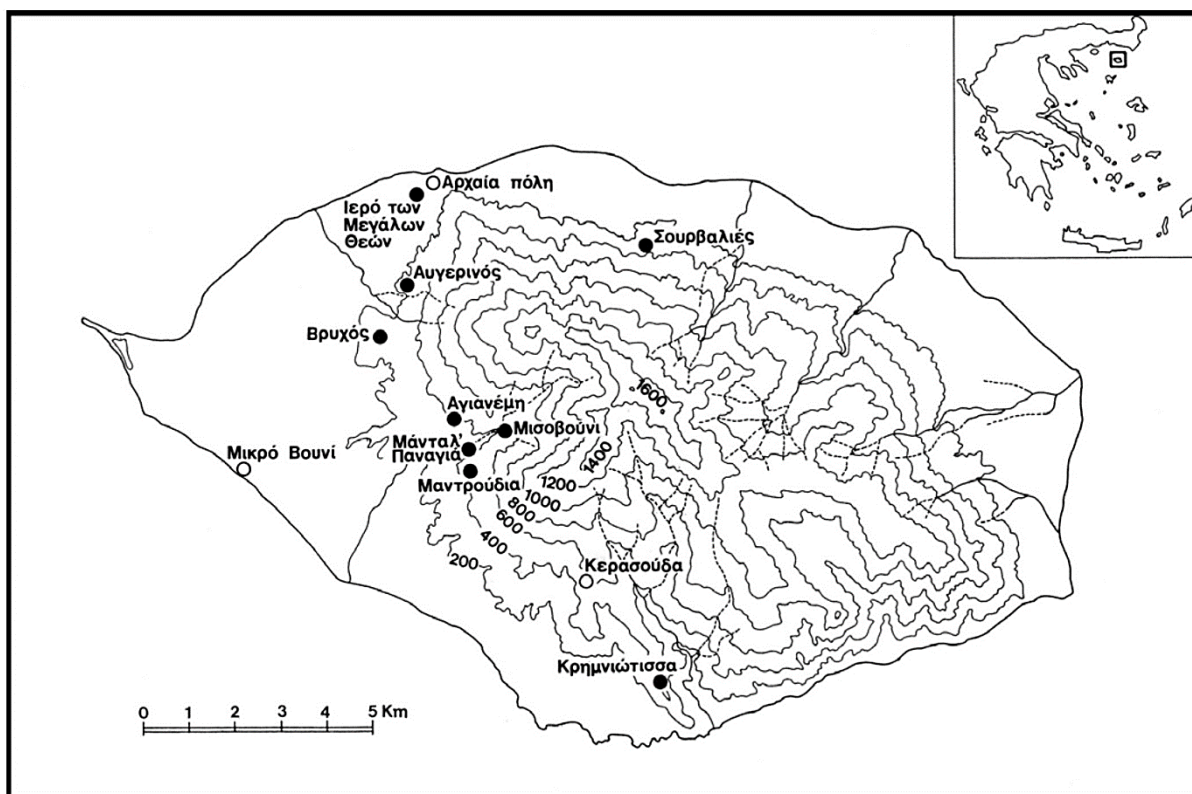 Αρχαία πόλη
Ιερό των
Μεγάλων
Θεών
Σουρβαλιές
Αυγερινός
Βρυχός
1600
Αγιανέμη
Μισοβούνι
Μάνταλ'
Παναγιά
Μικρό Βουνί
1400
Μαντρούδια
1200
1000
800
600
400
200
Κερασούδα
Κρημνιώτισσα
0 1 2 3 4 5 Km